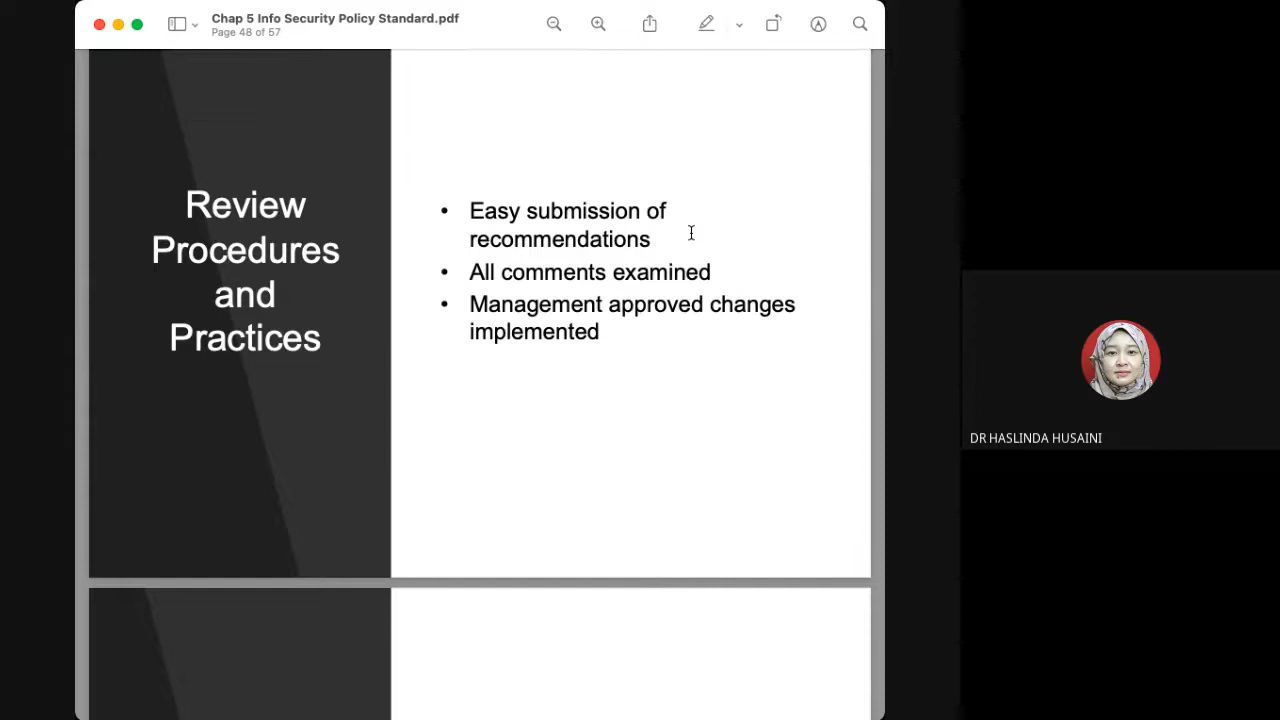 Chap 5 Info Security Policy Standard.pdf
Page 48 of 57
Review
Procedures
and
Practices
• Easy submission of
recommendations
• All comments examined
• Management approved changes
implemented
DR HASLINDA HUSAINI